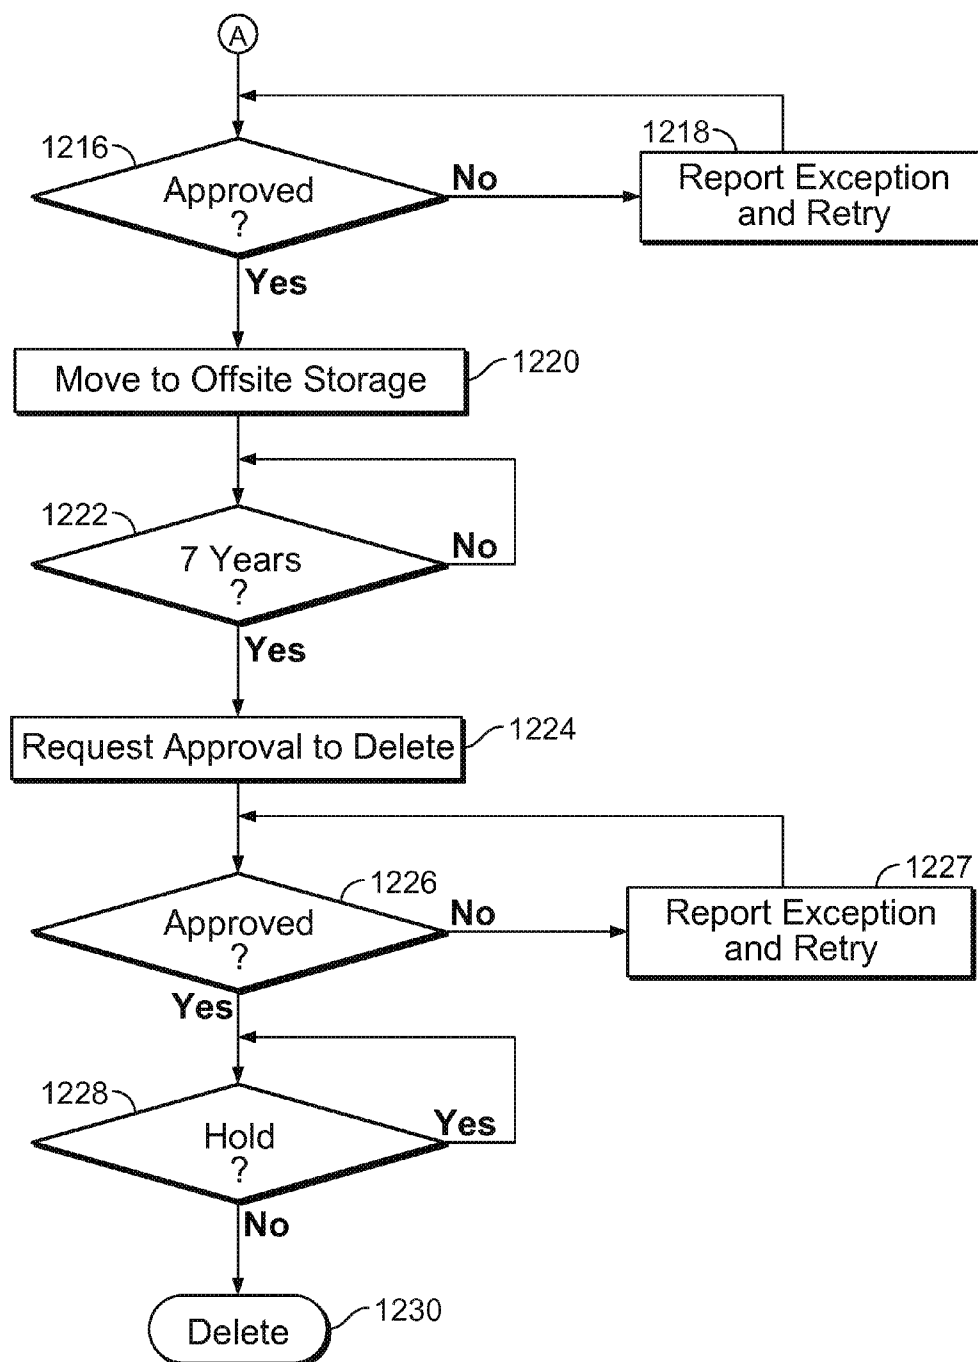 A
1216
Approved
?
No
1218
Report Exception
and Retry
Yes
Move to Offsite Storage
1220
1222
7 Years
?
No
Yes
Request Approval to Delete
1224
1226
Approved
?
No
1227
Report Exception
and Retry
Yes
1228
Hold
?
Yes
No
Delete
1230